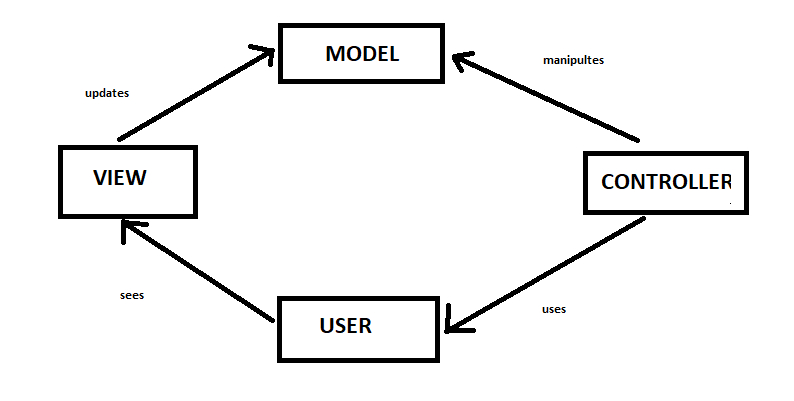 MODEL
manipultes
updates
VIEW
CONTROLLER
sees
uses
USER